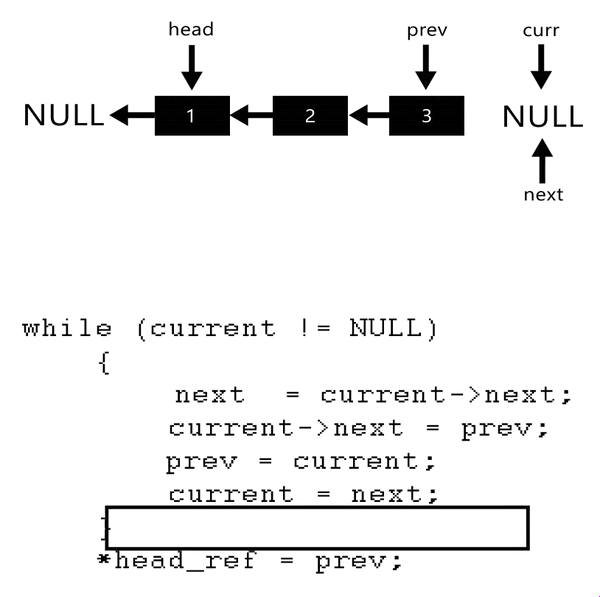 head prev curr
NULL 1 2 3 NULL
next
while (current != NULL)
{
next = current->next;
current->next = prev;
prev = current;
current = next;
}
*head_ref = prev;